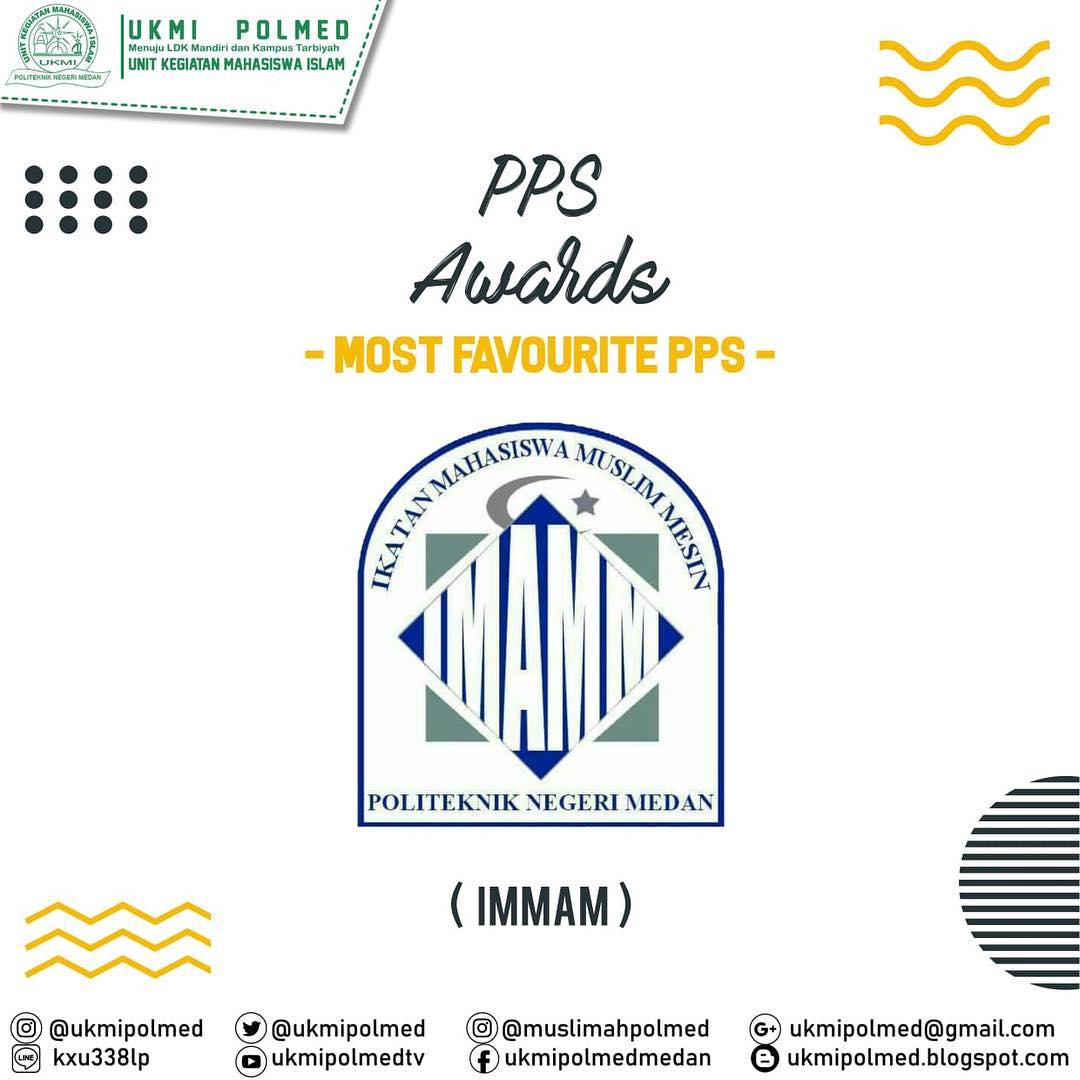 UNIT KEGIATAN MAHASISWA ISLAM
UKMI
POLITEKNIK NEGERI MEDAN
UKMI POLMED
Menuju LDK Mandiri dan Kampus Tarbiyah
UNIT KEGIATAN MAHASISWA ISLAM
PPS
Awards
- MOST FAVOURITE PPS -
IKATAN MAHASISWA MUSLIM MESIN
IMAMM
POLITEKNIK NEGERI MEDAN
( IMMAM )
@ukmipolmed
@ukmipolmed
@muslimahpolmed
G+ ukmipolmed@gmail.com
LINE kxu338lp
ukmipolmedtv
ukmipolmedmedan
ukmipolmed.blogspot.com